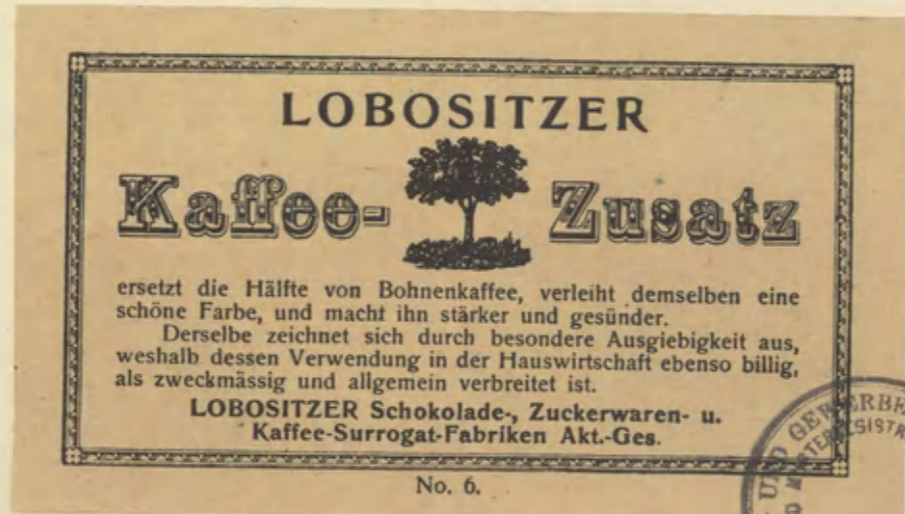 LOBOSITZER
Kaffee- Zusatz
ersetzt die Hälfte von Bohnenkaffee, verleiht demselben eine
schöne Farbe, und macht ihn stärker und gesünder.
Derselbe zeichnet sich durch besondere Ausgiebigkeit aus,
weshalb dessen Verwendung in der Hauswirtschaft ebenso billig,
als zweckmässig und allgemein verbreitet ist.
LOBOSITZER Schokolade-, Zuckerwaren- u.
Kaffee-Surrogat-Fabriken Akt.-Ges.
No. 6.
UND